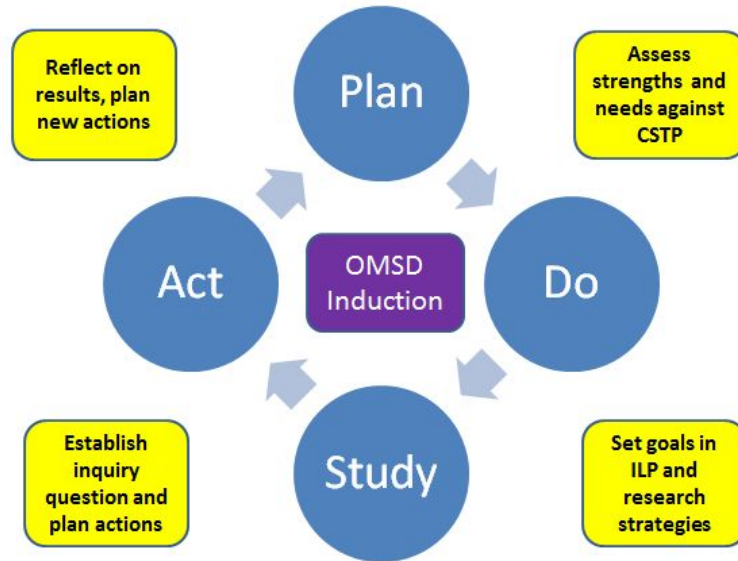 Plan
Reflect on
results, plan
new actions
Assess
strengths and
needs against
CSTP
Act
OMSD
Induction
Do
Establish
inquiry
question and
plan actions
Study
Set goals in
ILP and
research
strategies